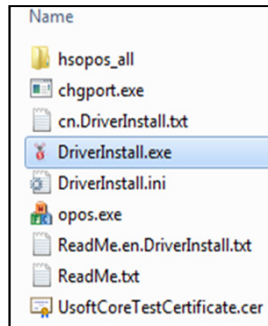 Name
hsopos_all
chgport.exe
cn.DriverInstall.txt
DriverInstall.exe
DriverInstall.ini
opos.exe
ReadMe.en.DriverInstall.txt
ReadMe.txt
UsoftCoreTestCertificate.cer